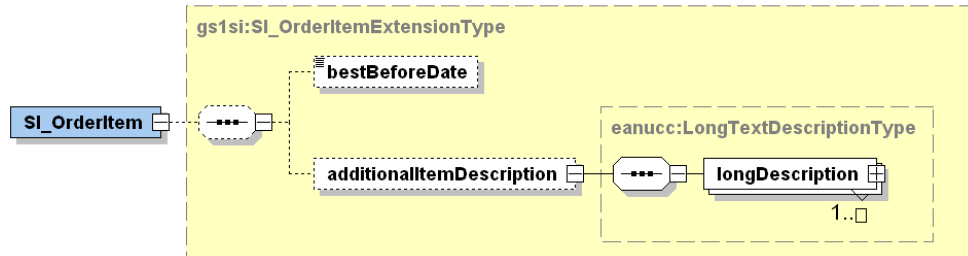 gs1si:SI_OrderItemExtensionType
bestBeforeDate
SI_OrderItem
eanucc:LongTextDescriptionType
additionalItemDescription
longDescription
1..□